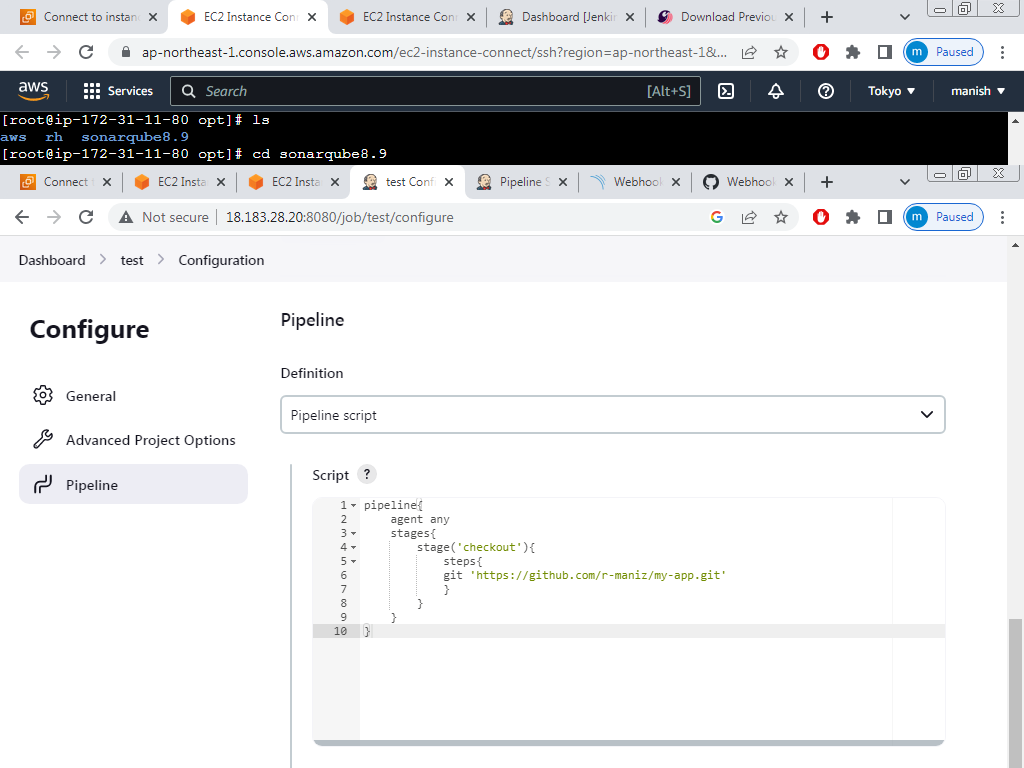 Connect to instan
EC2 Instance Conn
EC2 Instance Conn
Dashboard [Jenki
Download Previou
ap-northeast-1.console.aws.amazon.com/ec2-instance-connect/ssh?region=ap-northeast-1&...
m Paused
aws
Services
Search
[Alt+S]
Tokyo
manish
[root@ip-172-31-11-80 opt]# ls
aws rh sonarqube8.9
[root@ip-172-31-11-80 opt]# cd sonarqube8.9
Connect
EC2 Insta
EC2 Insta
test Confi
Pipeline S
Webhook
Webhook
Not secure
18.183.28.20:8080/job/test/configure
m Paused
Dashboard > test > Configuration
Configure
General
Advanced Project Options
Pipeline
Pipeline
Definition
Pipeline script
Script ?
1 pipeline{
2 agent any
3 stages{
4 stage('checkout'){
5 steps{
6 git 'https://github.com/r-maniz/my-app.git'
7 }
8 }
9 }
10 }